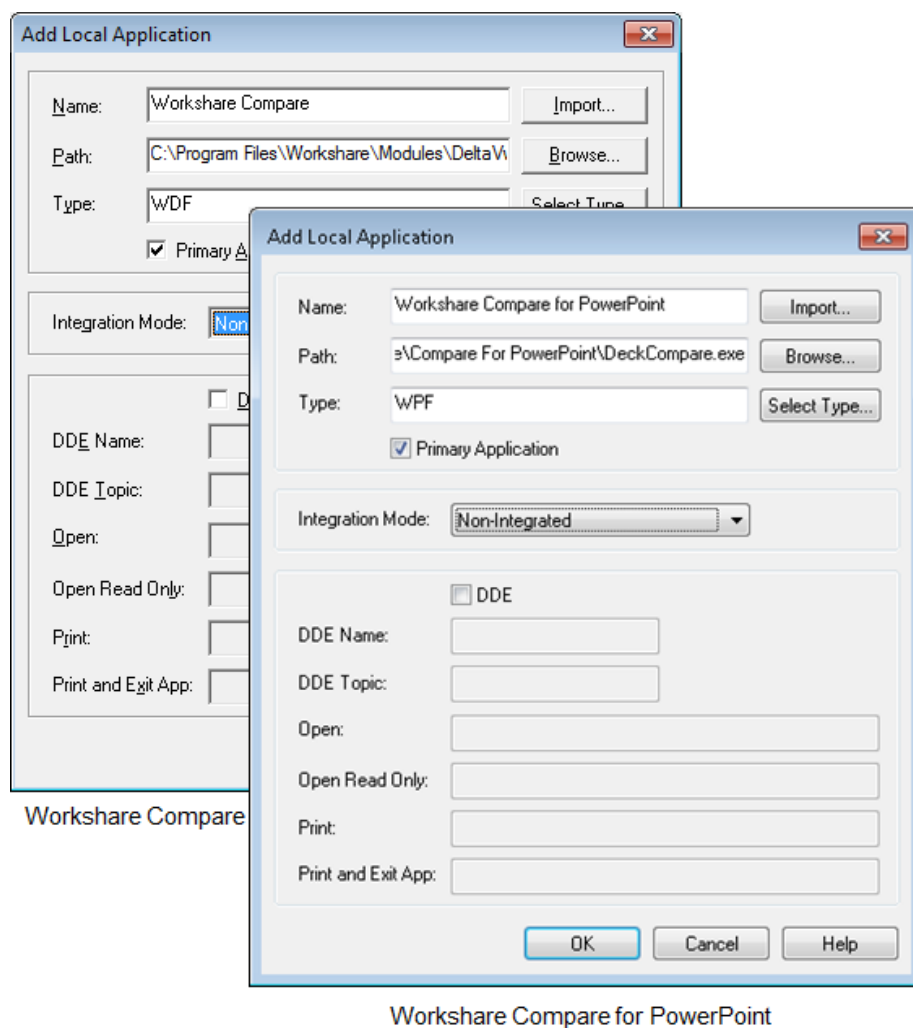 Add Local Application
Name: Workshare Compare Import...
Path: C:\Program Files\Workshare\Modules\DeltaV Browse...
Type: WDF Select Type
Primary A
Integration Mode: Non
D
DDE Name:
DDE Topic:
Open:
Open Read Only:
Print:
Print and Exit App:
Workshare Compare
Add Local Application
Name: Workshare Compare for PowerPoint Import...
Path: e\Compare For PowerPoint\DeckCompare.exe Browse...
Type: WPF Select Type...
Primary Application
Integration Mode: Non-Integrated
DDE
DDE Name:
DDE Topic:
Open:
Open Read Only:
Print:
Print and Exit App:
OK Cancel Help
Workshare Compare for PowerPoint